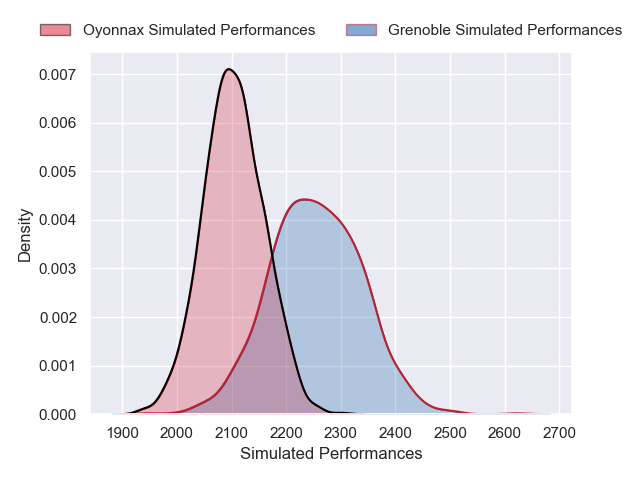 Oyonnax Simulated Performances Grenoble Simulated Performances
0.007
0.006
0.005
0.004
0.003
0.002
0.001
0.000
Density
1900 2000 2100 2200 2300 2400 2500 2600 2700
Simulated Performances